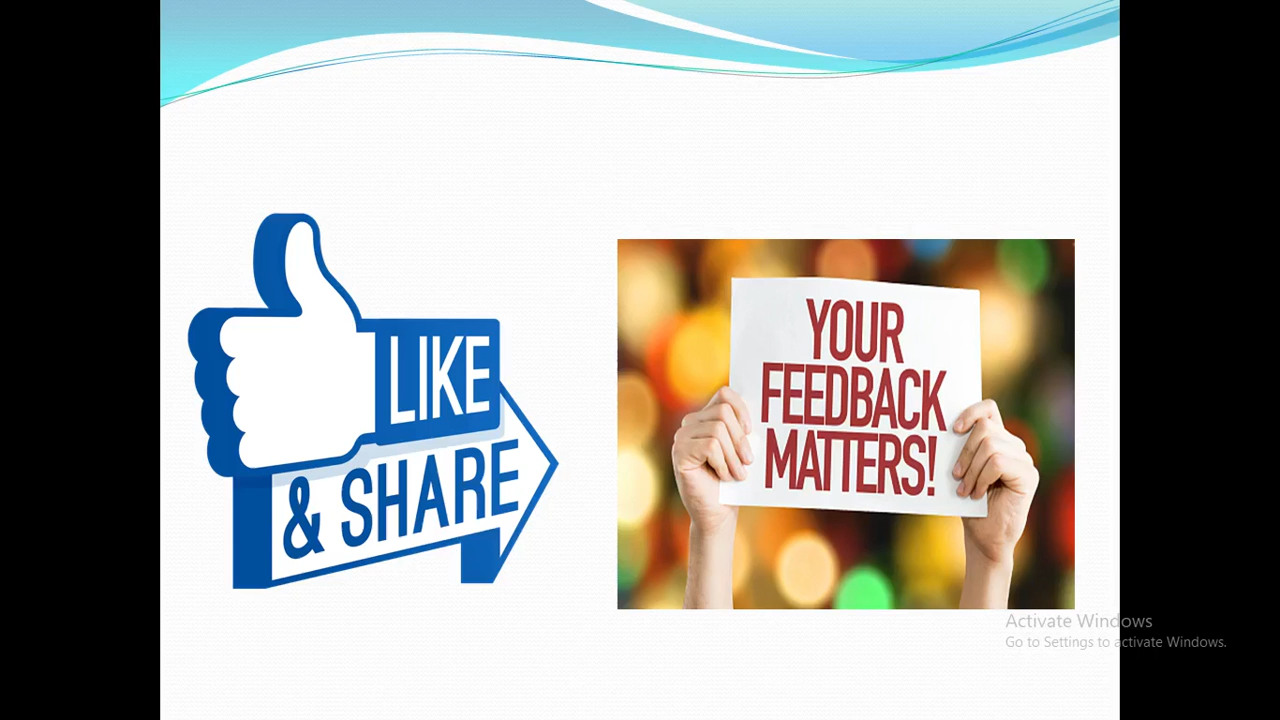 LIKE
& SHARE
YOUR
FEEDBACK
MATTERS!
Activate Windows
Go to Settings to activate Windows.